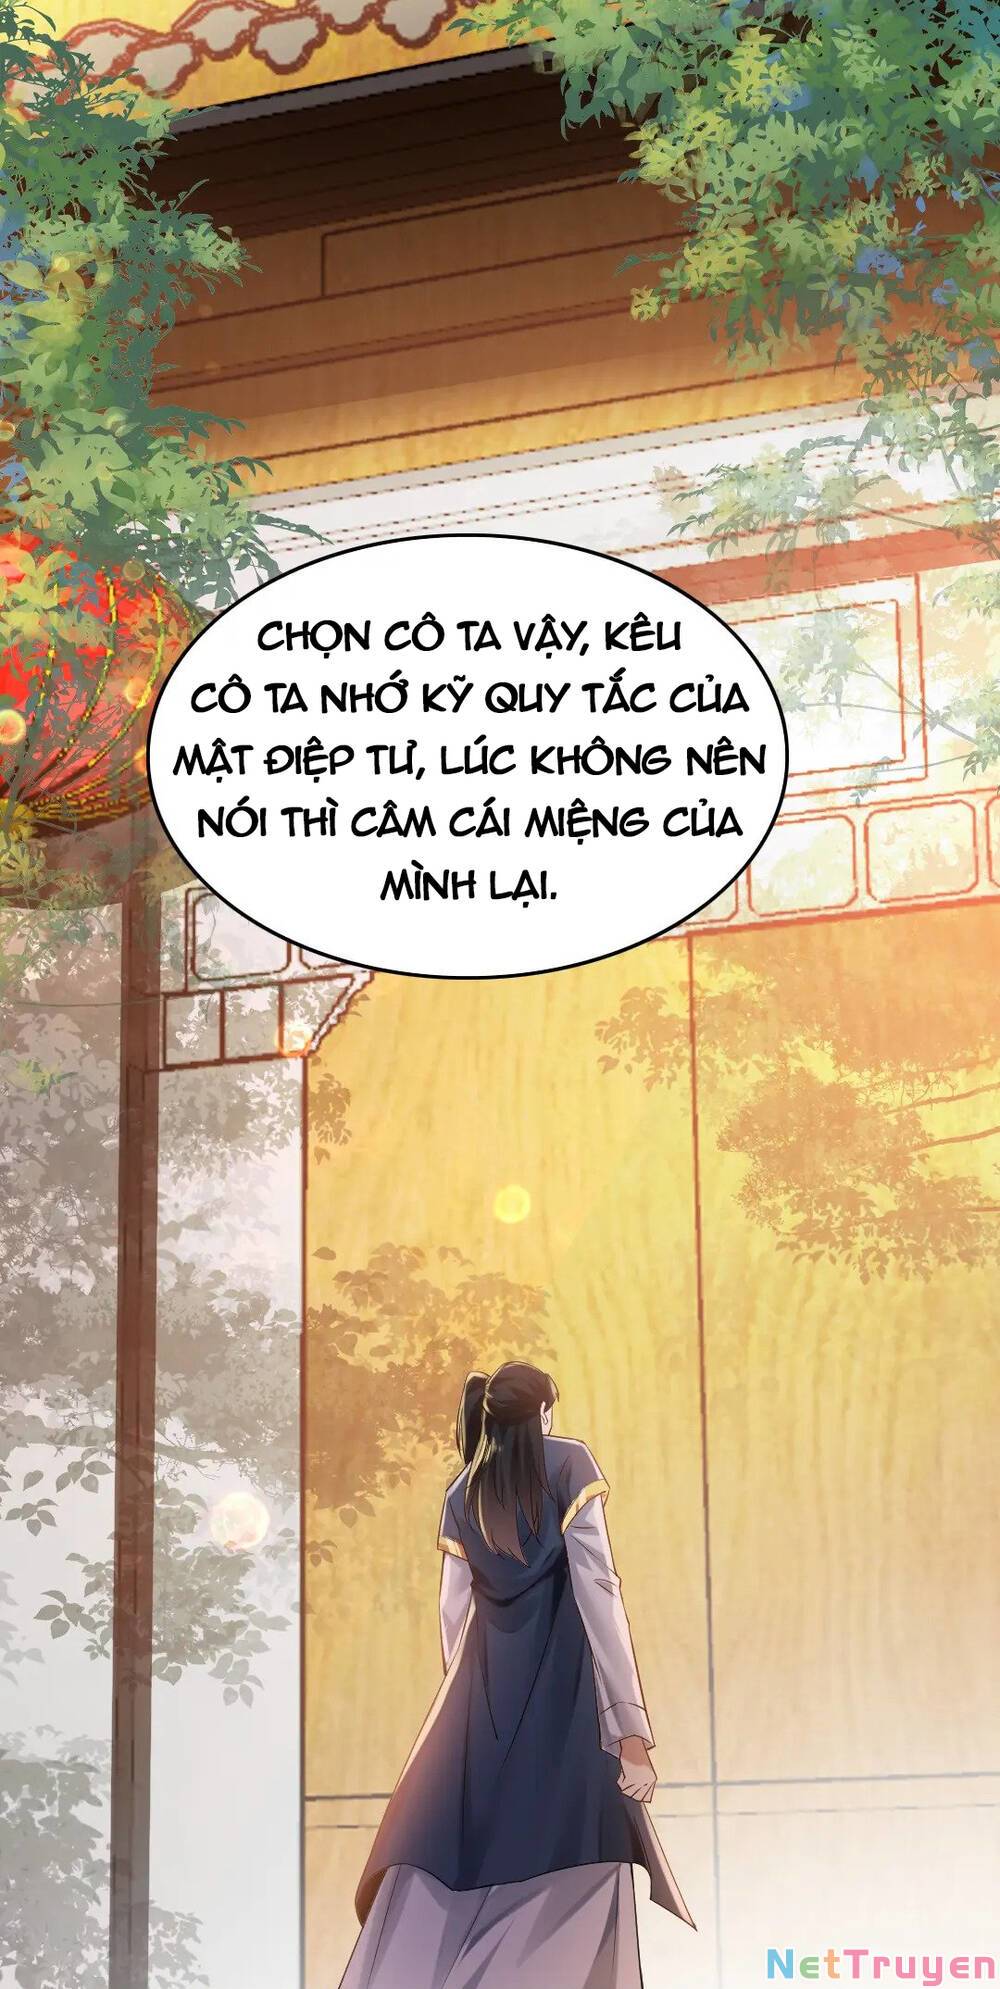 CHỌN CÔ TA VẬY, KÊU
CÔ TA NHỚ KỸ QUY TẮC CỦA
MẬT ĐIỆP TƯ, LÚC KHÔNG NÊN
NÓI THÌ CÂM CÁI MIỆNG CỦA
MÌNH LẠI.
NETTRUYEN